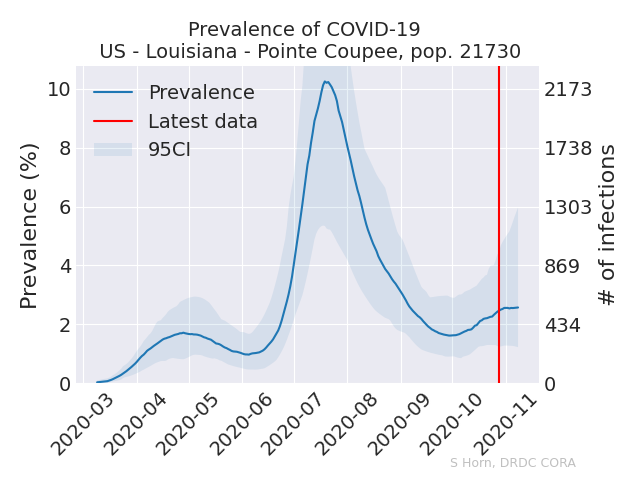 Prevalence of COVID-19
US - Louisiana - Pointe Coupee, pop. 21730
Prevalence
Latest data
95CI
Prevalence (%)
10
8
6
4
2
0
2173
1738
1303
869
434
0
# of infections
2020-03
2020-04
2020-05
2020-06
2020-07
2020-08
2020-09
2020-10
2020-11
S Horn, DRDC CORA